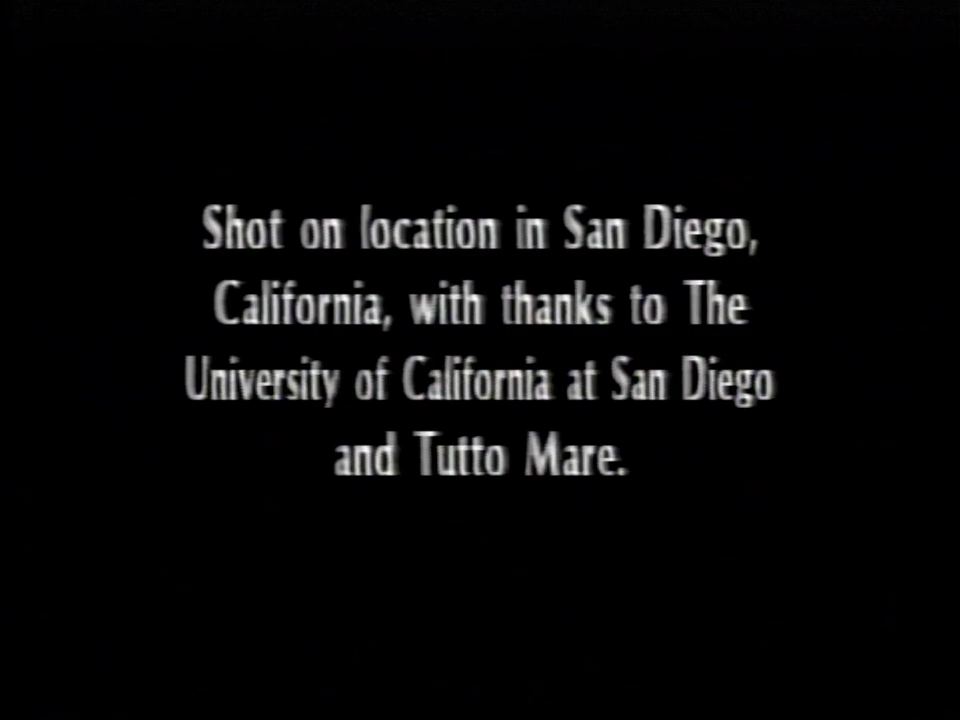 Shot on location in San Diego,
California, with thanks to The
University of California at San Diego
and Tutto Mare.